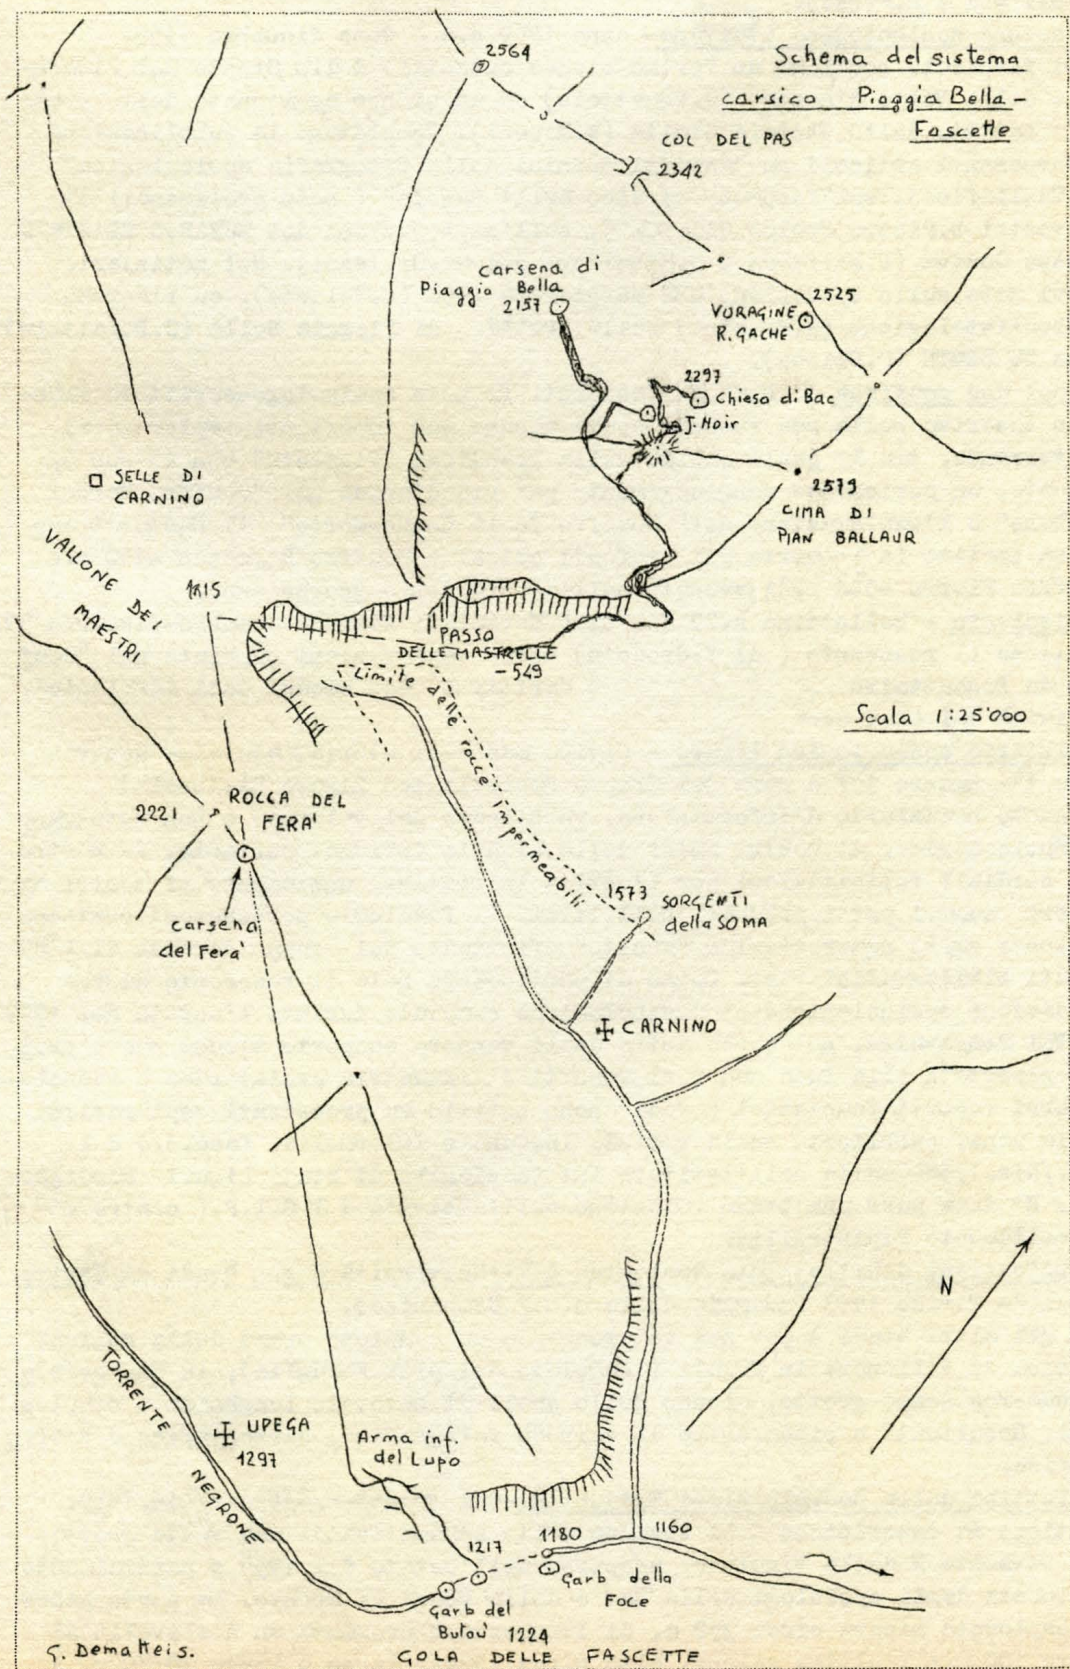 2564
Schema del sistema
carsico Piaggia Bella -
Fascette
COL DEL PAS
2342
carsena di
Piaggia Bella
2157
2525
VORAGINE
R. GACHE'
2297
Chiesa di Bac
J. Noir
2579
CIMA DI
PIAN BALLAUR
SELLE DI
CARNINO
VALLONE DEI
MAESTRI
1815
PASSO
DELLE MASTRELLE
-549
Limite delle rocce impermeabili
Scala 1:25'000
2221
ROCCA DEL
FERA'
carsena
del Fera'
1573
SORGENTI
della SOMA
CARNINO
N
TORRENTE
NEGRONE
UPEGA
1297
Arma inf.
del Lupo
1217
1180
1160
Garb della
Foce
Garb del
Butau' 1224
G. Dematteis.
GOLA DELLE FASCETTE